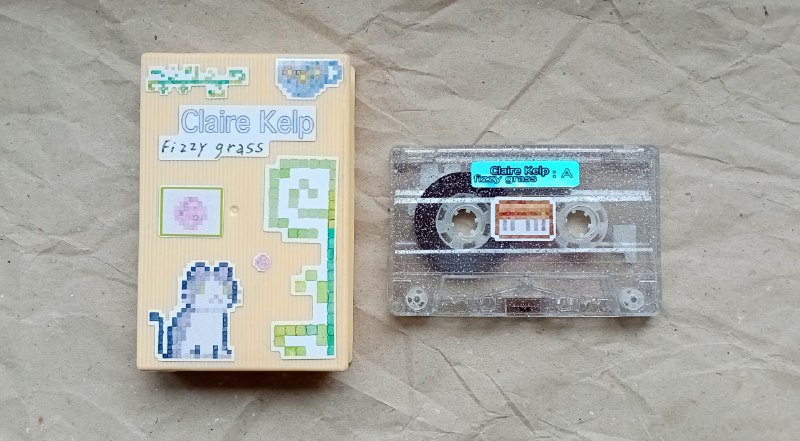 Claire Kelp
fizzy grass
Claire Kelp
fizzy grass : A